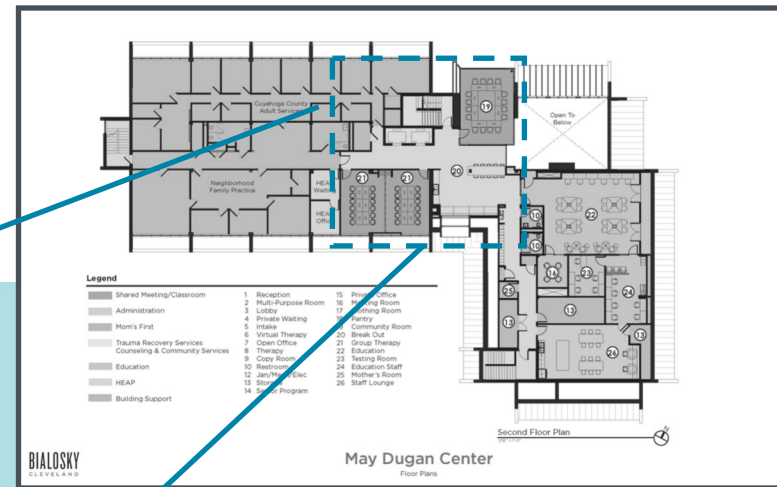 Cuyahoga County
Adult Services
19
Open To
Below
20
21
21
HEAP
Waiting
HEAP
Office
Neighborhood
Family Practice
10
10
22
16
23
24
25
13
13
13
26
Legend
Shared Meeting/Classroom
Administration
Mom's First
Trauma Recovery Services
Counseling & Community Services
Education
HEAP
Building Support
1 Reception
2 Multi-Purpose Room
3 Lobby
4 Private Waiting
5 Intake
6 Virtual Therapy
7 Open Office
8 Therapy
9 Copy Room
10 Restroom
12 Jan/Mech/Elec
13 Storage
14 Senior Program
15 Private Office
16 Meeting Room
17 Clothing Room
Pantry
Community Room
20 Break Out
21 Group Therapy
22 Education
23 Testing Room
24 Education Staff
25 Mother's Room
26 Staff Lounge
Second Floor Plan
N
BIALOSKY
CLEVELAND
May Dugan Center
Floor Plans